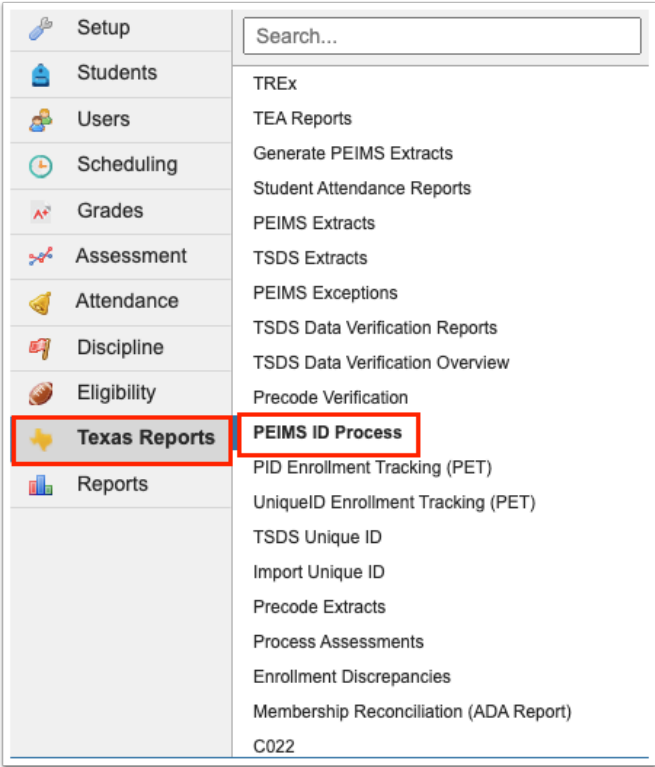 Setup
Students
Users
Scheduling
Grades
Assessment
Attendance
Discipline
Eligibility
Texas Reports
Reports
Search...
TREx
TEA Reports
Generate PEIMS Extracts
Student Attendance Reports
PEIMS Extracts
TSDS Extracts
PEIMS Exceptions
TSDS Data Verification Reports
TSDS Data Verification Overview
Precode Verification
PEIMS ID Process
PID Enrollment Tracking (PET)
UniqueID Enrollment Tracking (PET)
TSDS Unique ID
Import Unique ID
Precode Extracts
Process Assessments
Enrollment Discrepancies
Membership Reconciliation (ADA Report)
C022